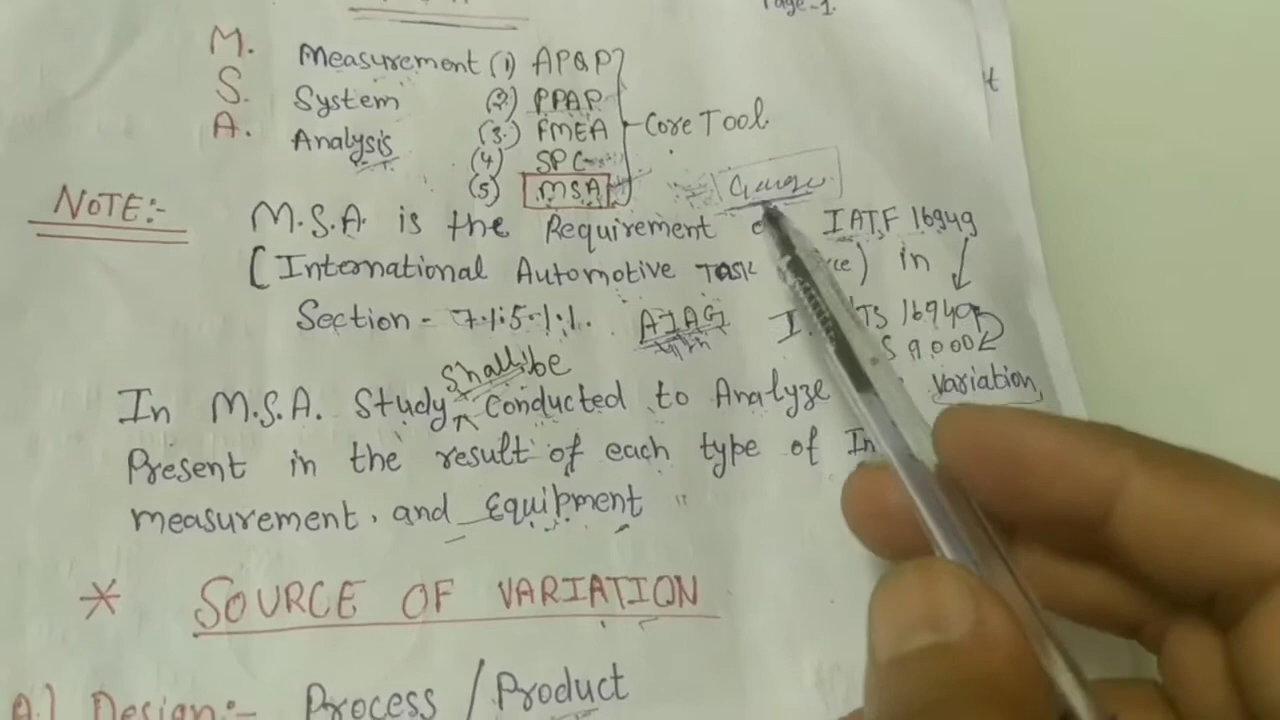 Page-1.
M. Measurement (1) APQP
S. System (2.) PPAP
A. Analysis (3.) FMEA
Core Tool.
(4) SPC
(5) MSA
NOTE:-
M.S.A. is the Requirement IATF 16949
[International Automotive TASK ce) in
Section - 7.1.5.1.1. AIAG I. TS 16949
S 9000
Shall be
In M.S.A. Study conducted to Analyze variation
Present in the result of each type of In
measurement, and Equipment "
* SOURCE OF VARIATION
A.) Design:- Process / Product
t